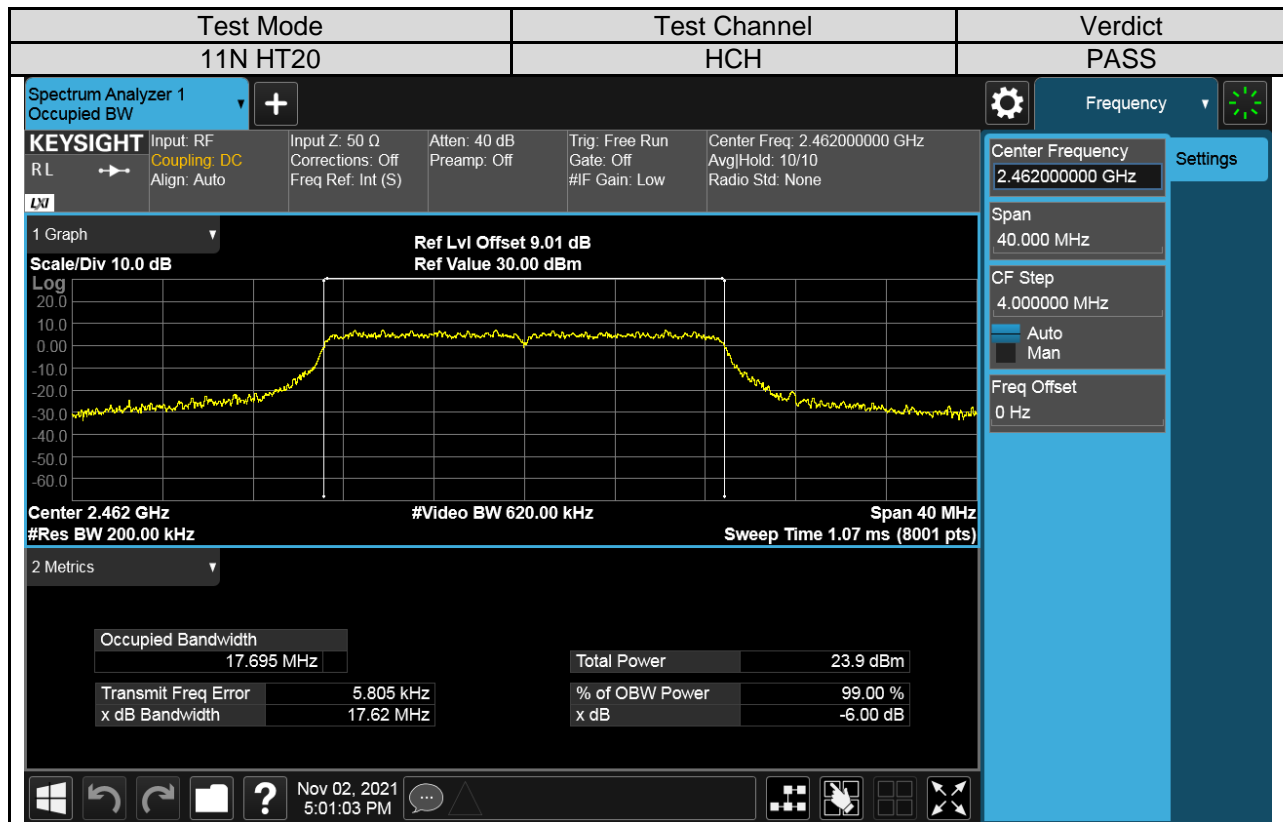 Test Mode Test Channel Verdict
11N HT20 HCH PASS
Spectrum Analyzer 1
Occupied BW
+
Frequency
KEYSIGHT
RL
LXI
Input: RF
Coupling: DC
Align: Auto
Input Z: 50 Ω
Corrections: Off
Freq Ref: Int (S)
Atten: 40 dB
Preamp: Off
Trig: Free Run
Gate: Off
#IF Gain: Low
Center Freq: 2.462000000 GHz
Avg|Hold: 10/10
Radio Std: None
Center Frequency
2.462000000 GHz
Settings
Span
40.000 MHz
CF Step
4.000000 MHz
Auto
Man
Freq Offset
0 Hz
1 Graph
Scale/Div 10.0 dB
Ref Lvl Offset 9.01 dB
Ref Value 30.00 dBm
Log
20.0
10.0
0.00
-10.0
-20.0
-30.0
-40.0
-50.0
-60.0
Center 2.462 GHz
#Video BW 620.00 kHz
Span 40 MHz
#Res BW 200.00 kHz
Sweep Time 1.07 ms (8001 pts)
2 Metrics
Occupied Bandwidth
17.695 MHz
Total Power 23.9 dBm
Transmit Freq Error 5.805 kHz
% of OBW Power 99.00 %
x dB Bandwidth 17.62 MHz
x dB -6.00 dB
?
Nov 02, 2021
5:01:03 PM